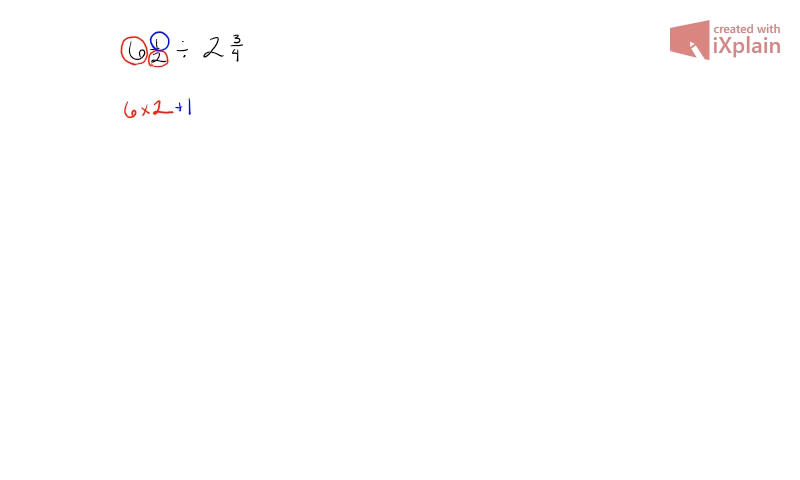 6 1/2 ÷ 2 3/4
created with
iXplain
6 x 2 + 1